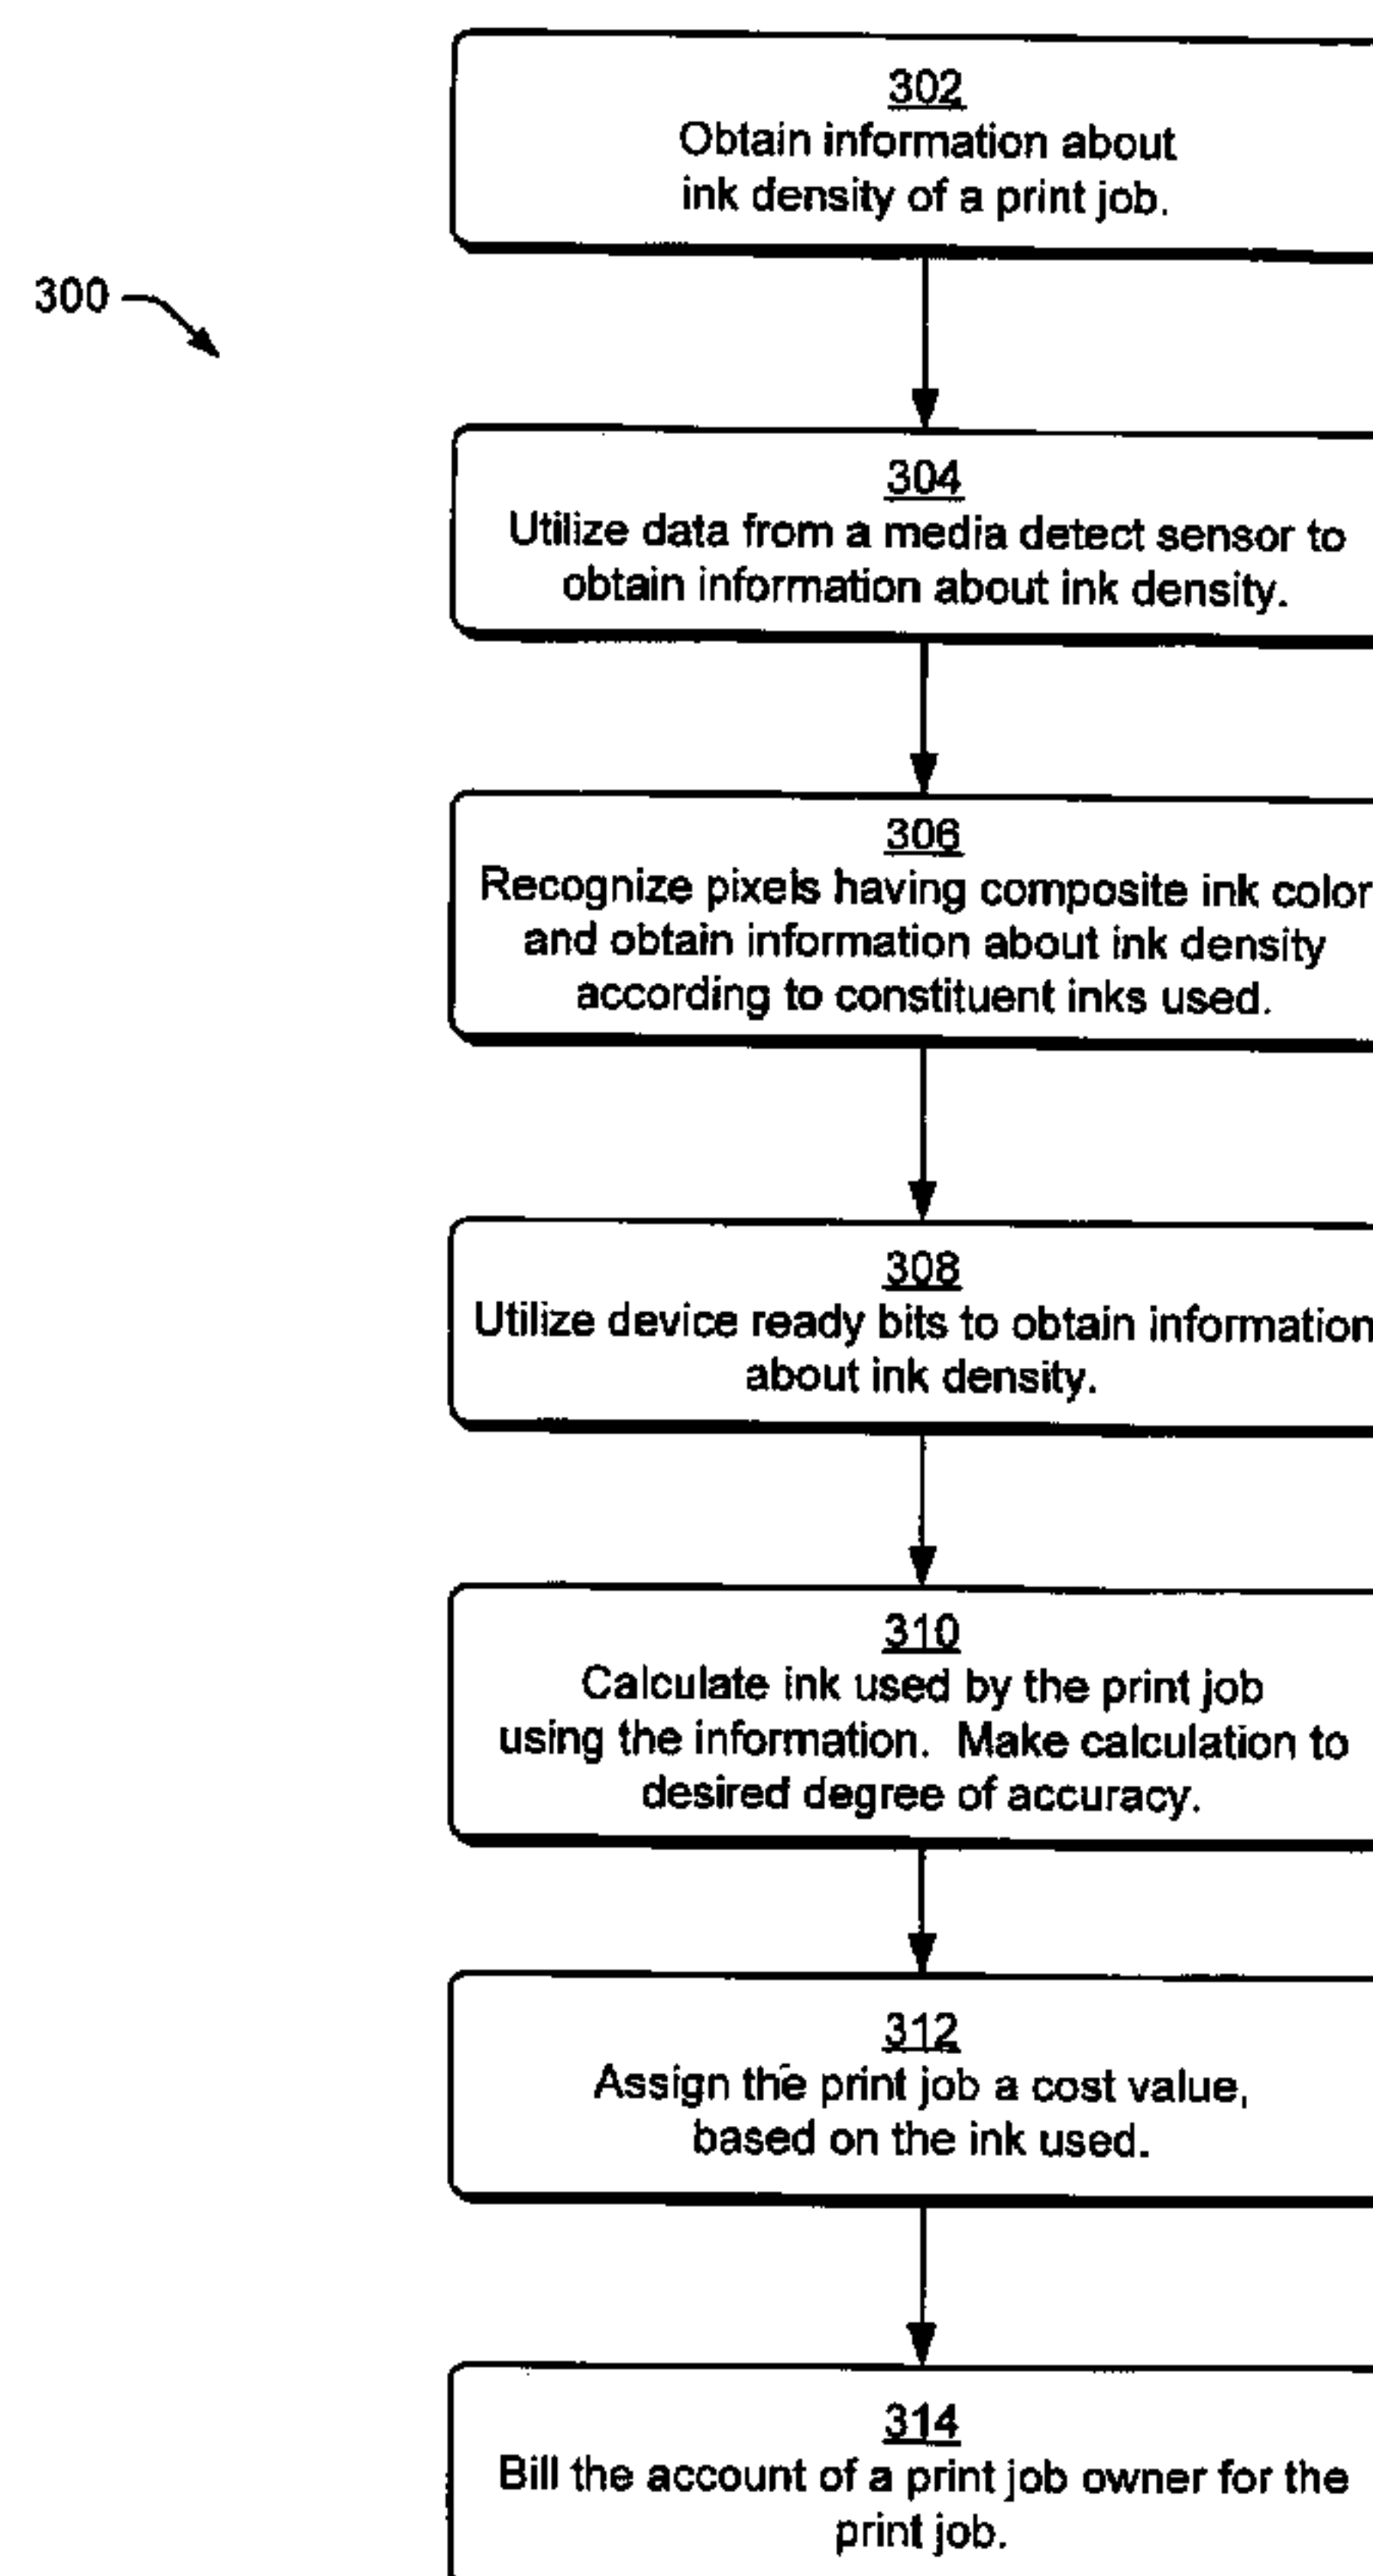 302
Obtain information about
ink density of a print job.
300
304
Utilize data from a media detect sensor to
obtain information about ink density.
306
Recognize pixels having composite ink color
and obtain information about ink density
according to constituent inks used.
308
Utilize device ready bits to obtain information
about ink density.
310
Calculate ink used by the print job
using the information. Make calculation to
desired degree of accuracy.
312
Assign the print job a cost value,
based on the ink used.
314
Bill the account of a print job owner for the
print job.